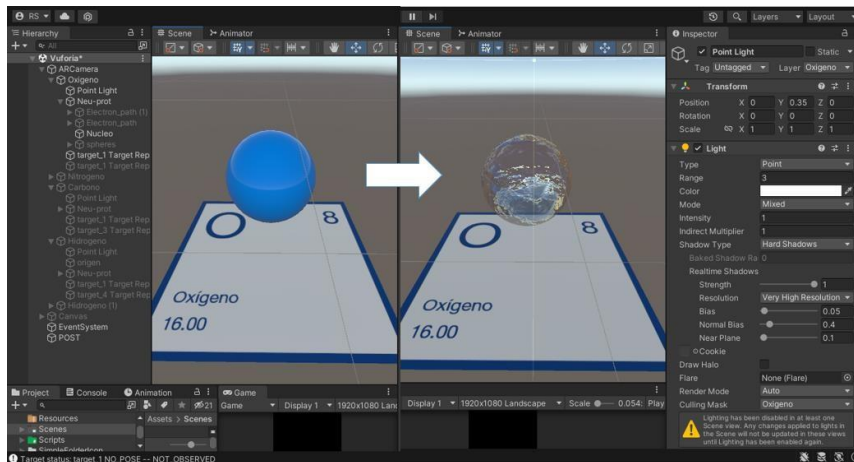 RS
Layers
Layout
Hierarchy
Scene
Animator
Scene
Animator
Inspector
All
Vuforia*
ARCamera
Oxigeno
Point Light
Neu-prot
Electron_path (1)
Electron_path
Nucleo
spheres
target_1 Target Rep
target_1 Target Rep
Nitrogeno
Carbono
Point Light
Neu-prot
target_1 Target Rep
target_3 Target Rep
Hidrogeno
Point Light
origen
Neu-prot
target_1 Target Rep
target_4 Target Rep
Hidrogeno (1)
Canvas
EventSystem
POST
O 8
Oxígeno
16.00
O 8
Oxígeno
16.00
Point Light
Static
Tag Untagged
Layer Oxigeno
Transform
Position X 0 Y 0.35 Z 0
Rotation X 0 Y 0 Z 0
Scale X 1 Y 1 Z 1
Light
Type Point
Range 3
Color
Mode Mixed
Intensity 1
Indirect Multiplier 1
Shadow Type Hard Shadows
Baked Shadow Ra 0
Realtime Shadows
Strength 1
Resolution Very High Resolution
Bias 0.05
Normal Bias 0.4
Near Plane 0.1
Cookie
Draw Halo
Flare None (Flare)
Render Mode Auto
Culling Mask Oxigeno
Lighting has been disabled in at least one
Scene view. Any changes applied to lights in
the Scene will not be updated in these views
until Lighting has been enabled again.
Project
Console
Animation
Game
21
Game
Display 1
1920x1080 Lan
Display 1
1920x1080 Landscape
Scale
0.054:
Play
Resources
Scenes
Scripts
SimpleFolderIcon
Assets > Scenes
Target status: target_1 NO_POSE -- NOT_OBSERVED